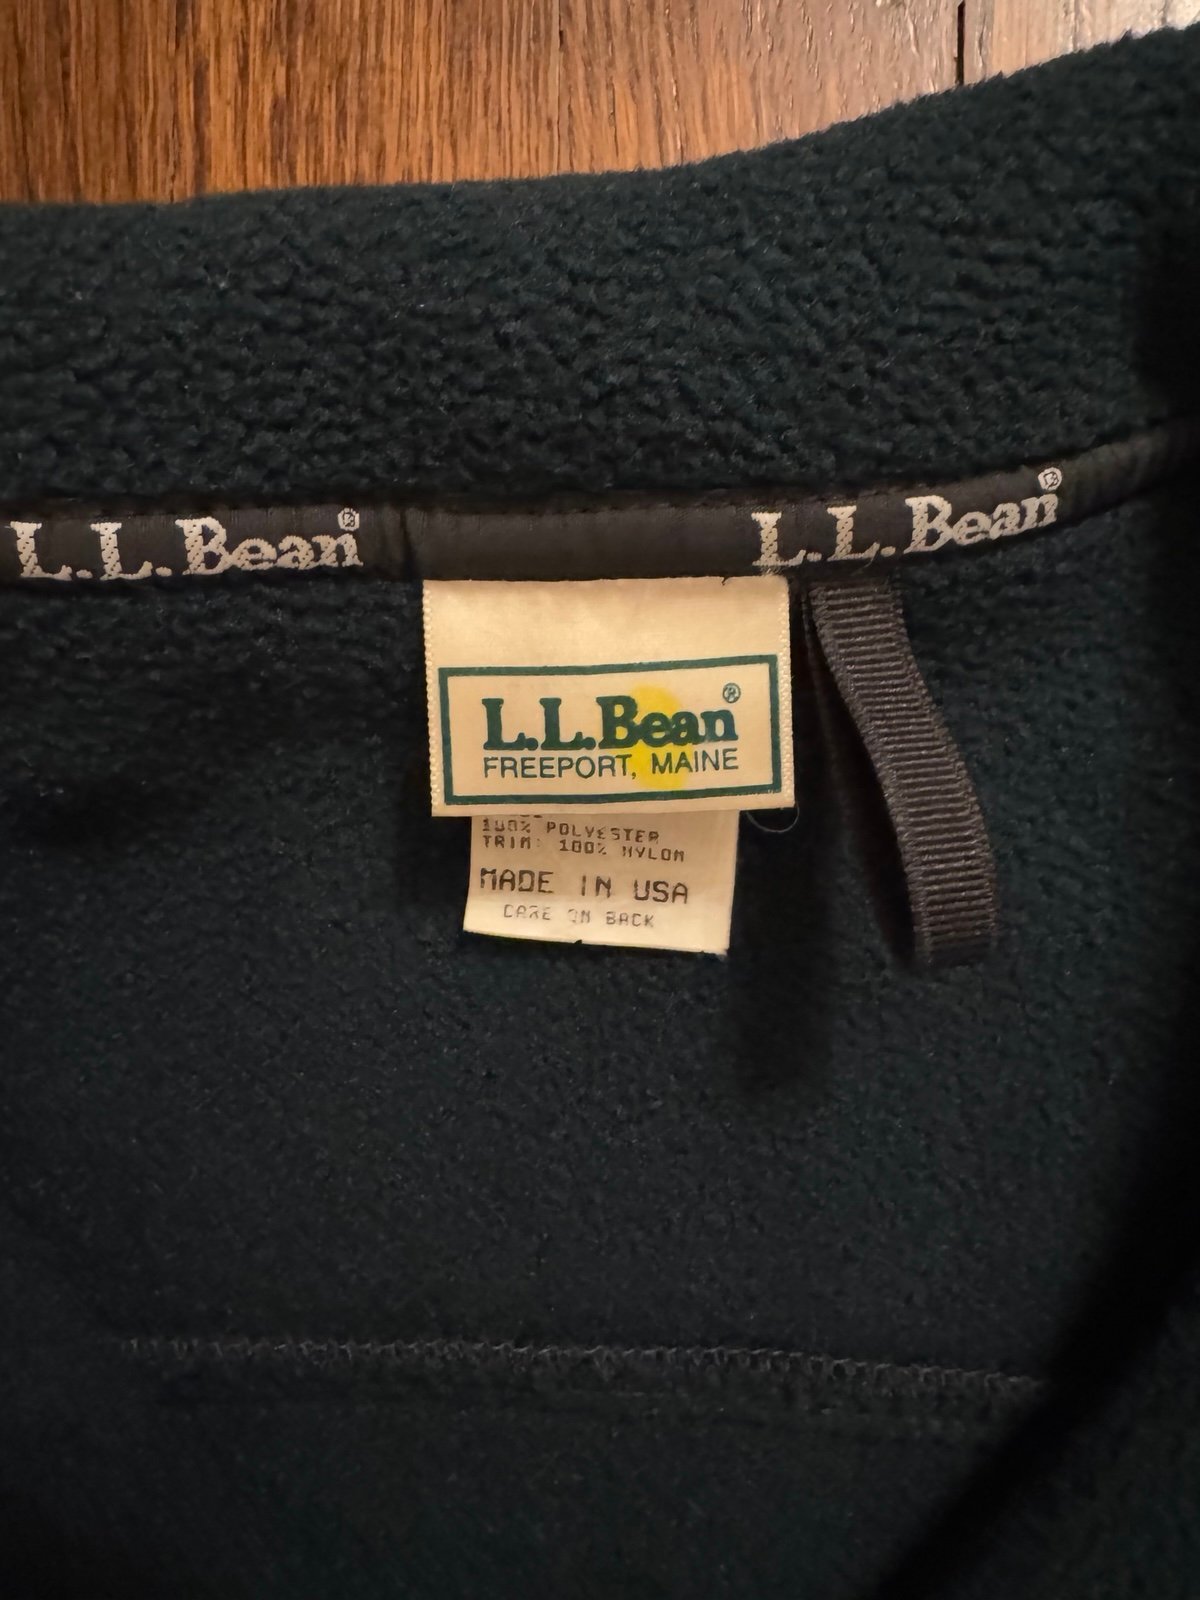 L.L.Bean®
L.L.Bean®
L.L.Bean®
FREEPORT, MAINE
100% POLYESTER
TRIM: 100% NYLON
MADE IN USA
CARE ON BACK